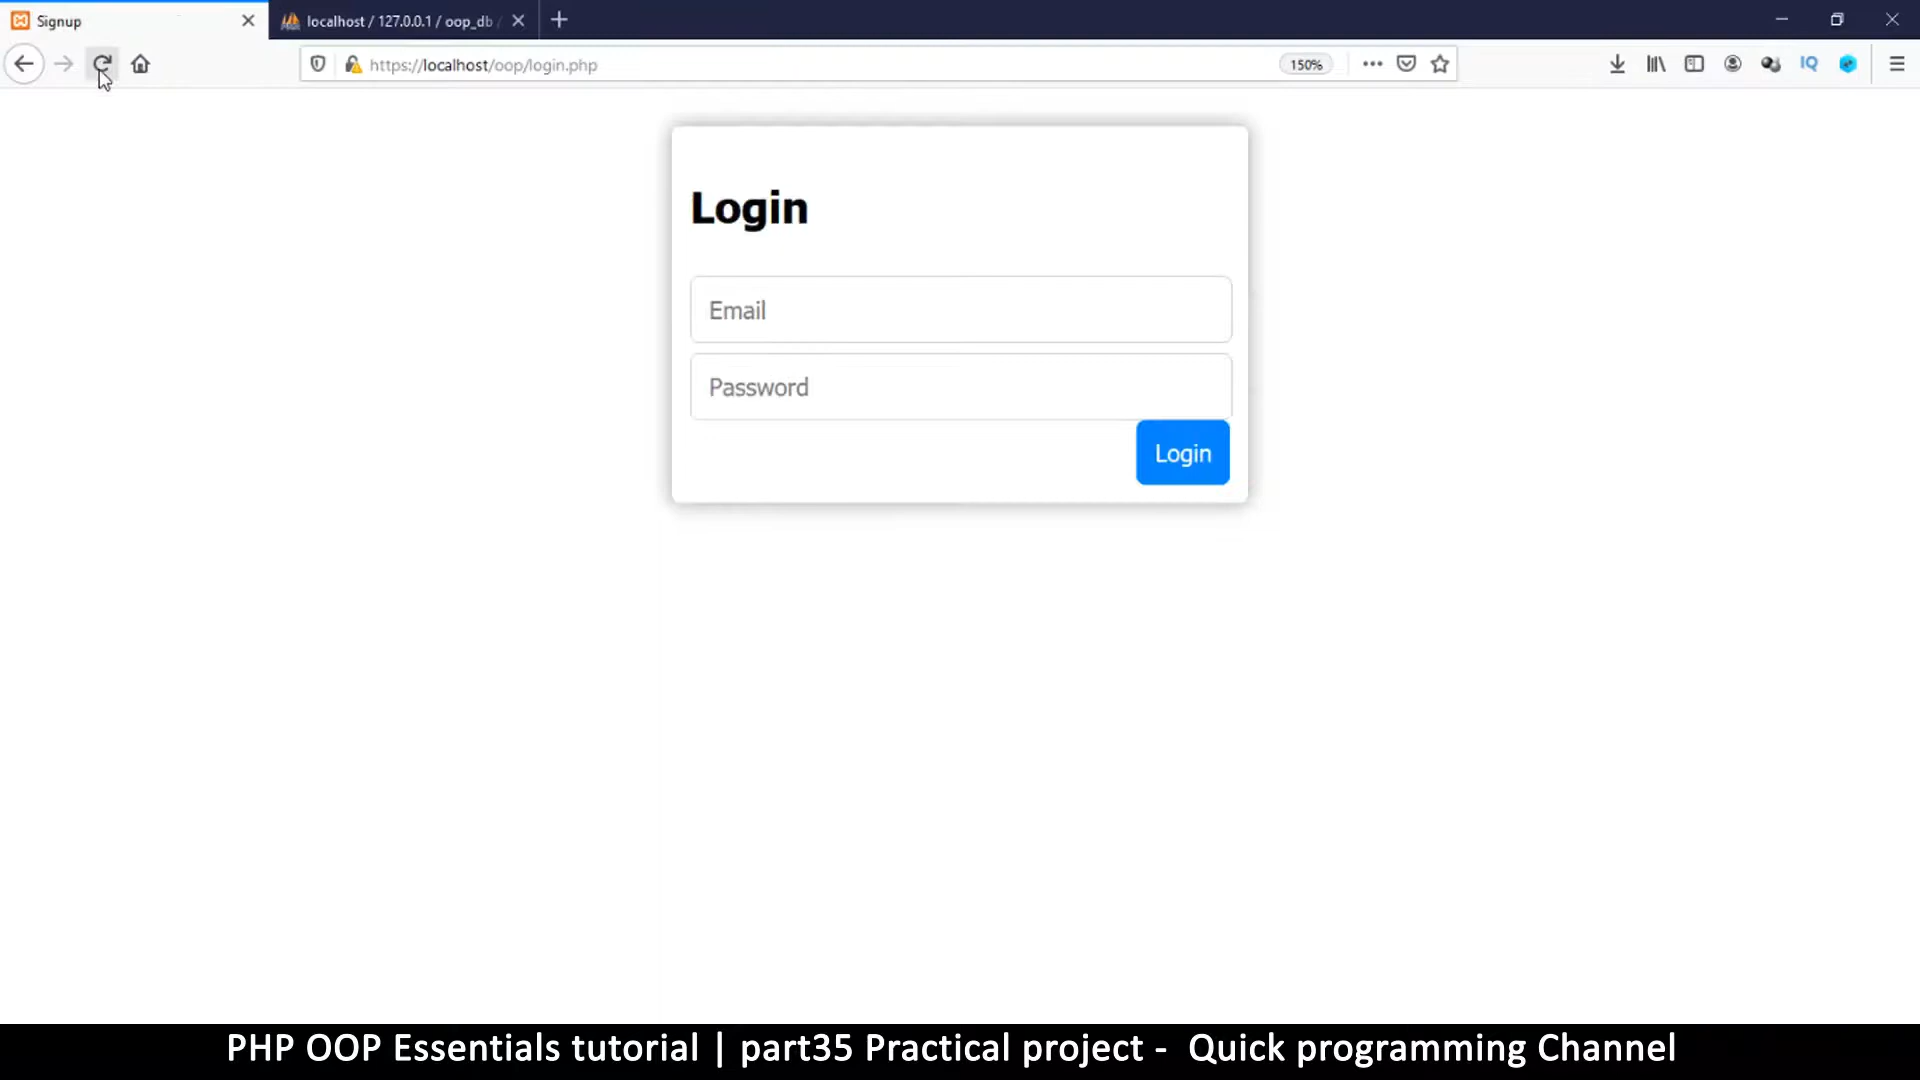 Signup
localhost / 127.0.0.1 / oop_db /
https://localhost/oop/login.php
150%
IQ
Login
Email
Password
Login
PHP OOP Essentials tutorial | part35 Practical project - Quick programming Channel